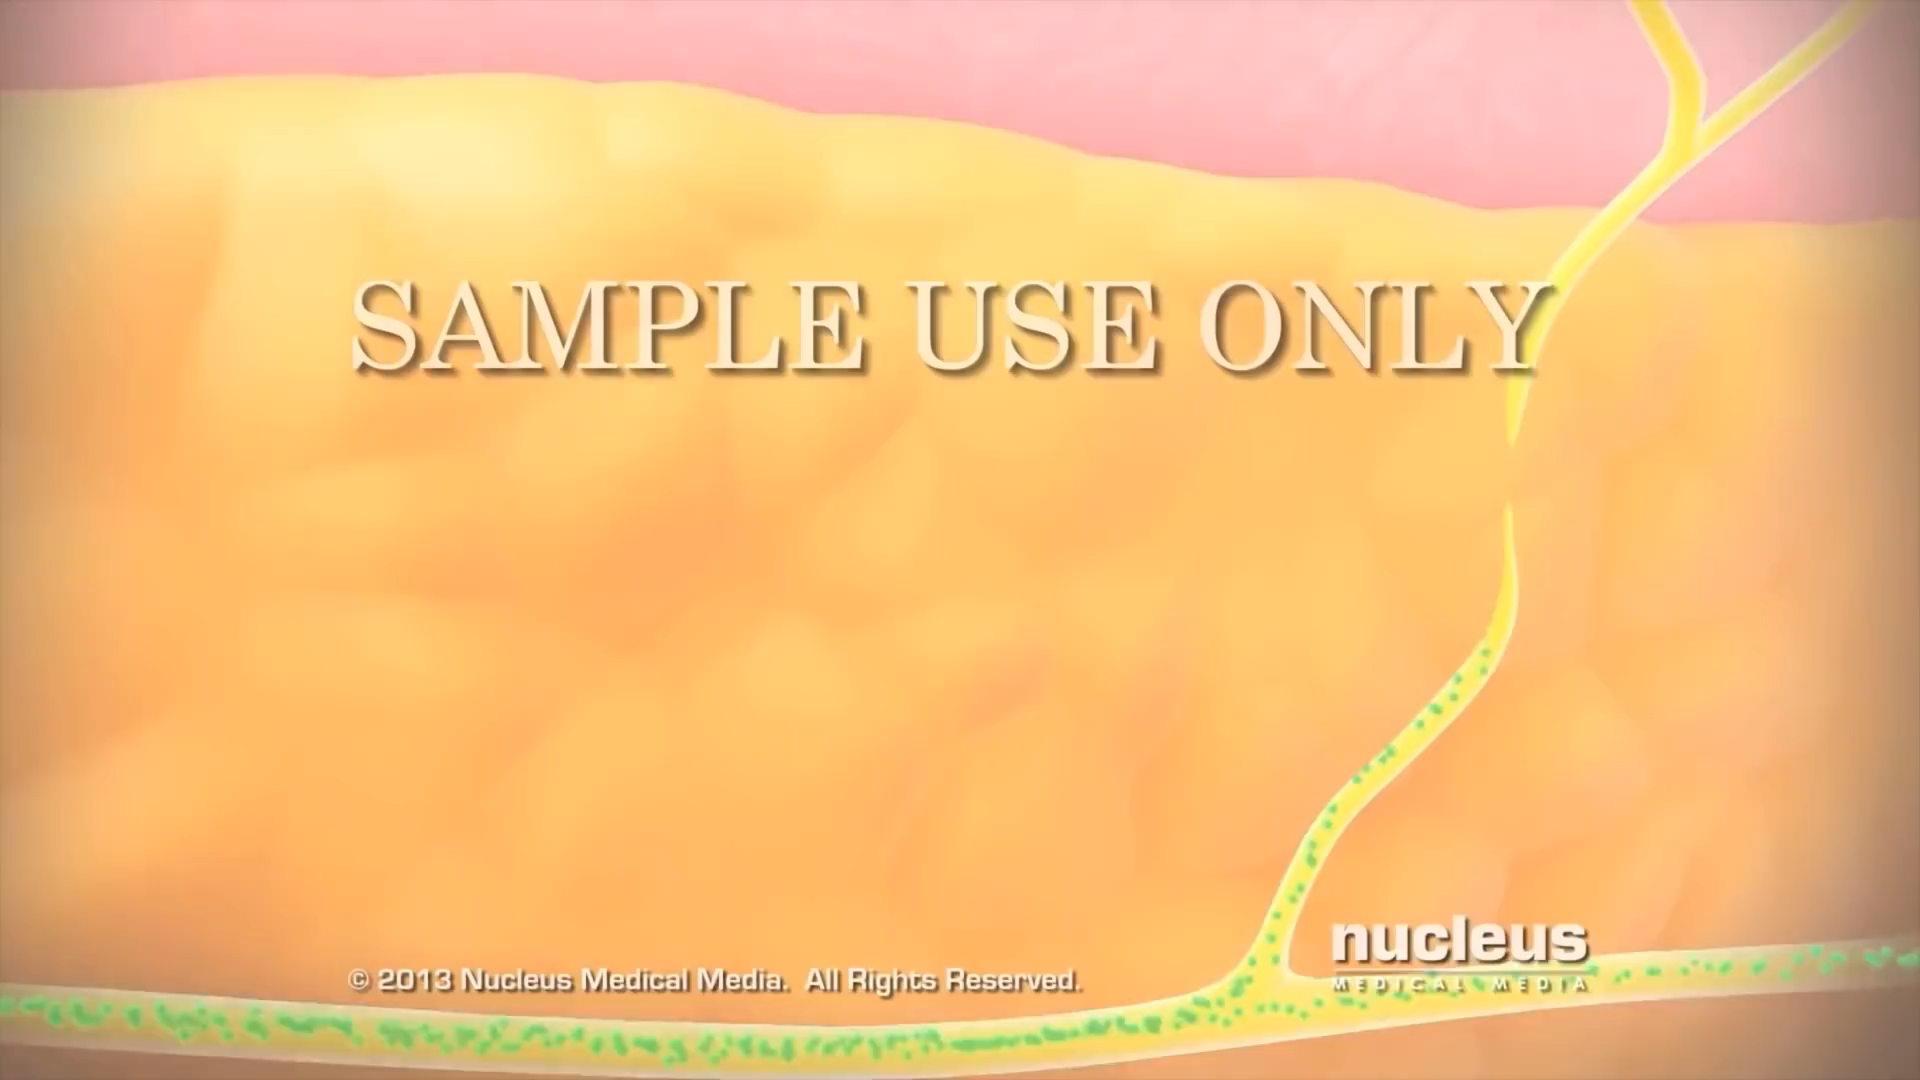 SAMPLE USE ONLY
© 2013 Nucleus Medical Media. All Rights Reserved.
nucleus
MEDICAL MEDIA